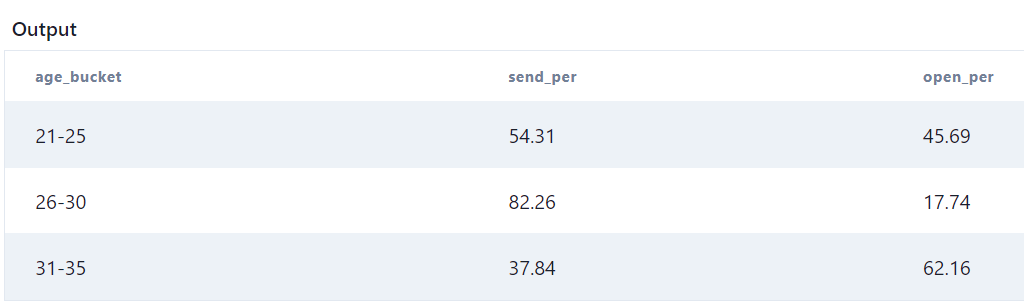 Output
age_bucket send_per open_per
21-25 54.31 45.69
26-30 82.26 17.74
31-35 37.84 62.16